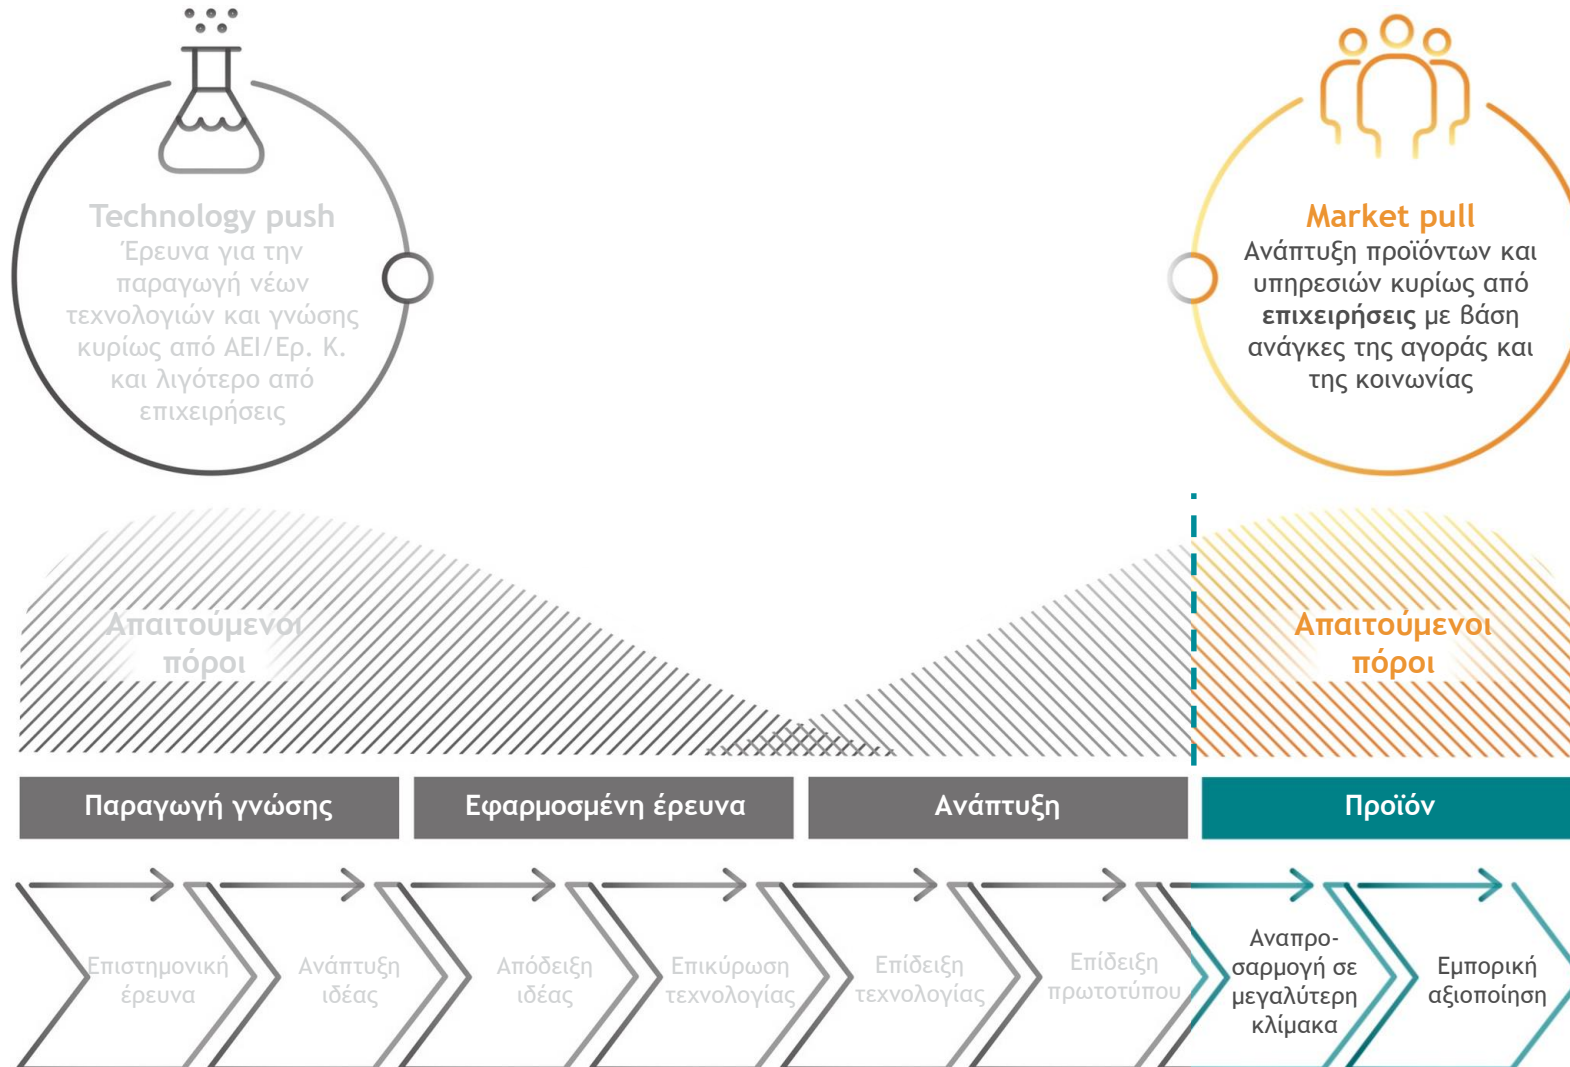 Technology push
Έρευνα για την
παραγωγή νέων
τεχνολογιών και γνώσης
κυρίως από ΑΕΙ/Ερ. Κ.
και λιγότερο από
επιχειρήσεις
Market pull
Ανάπτυξη προϊόντων και
υπηρεσιών κυρίως από
επιχειρήσεις με βάση
ανάγκες της αγοράς και
της κοινωνίας
Απαιτούμενοι
πόροι
Απαιτούμενοι
πόροι
Παραγωγή γνώσης
Εφαρμοσμένη έρευνα
Ανάπτυξη
Προϊόν
Επιστημονική
έρευνα
Ανάπτυξη
ιδέας
Απόδειξη
ιδέας
Επικύρωση
τεχνολογίας
Επίδειξη
τεχνολογίας
Επίδειξη
πρωτοτύπου
Αναπρο-
σαρμογή σε
μεγαλύτερη
κλίμακα
Εμπορική
αξιοποίηση